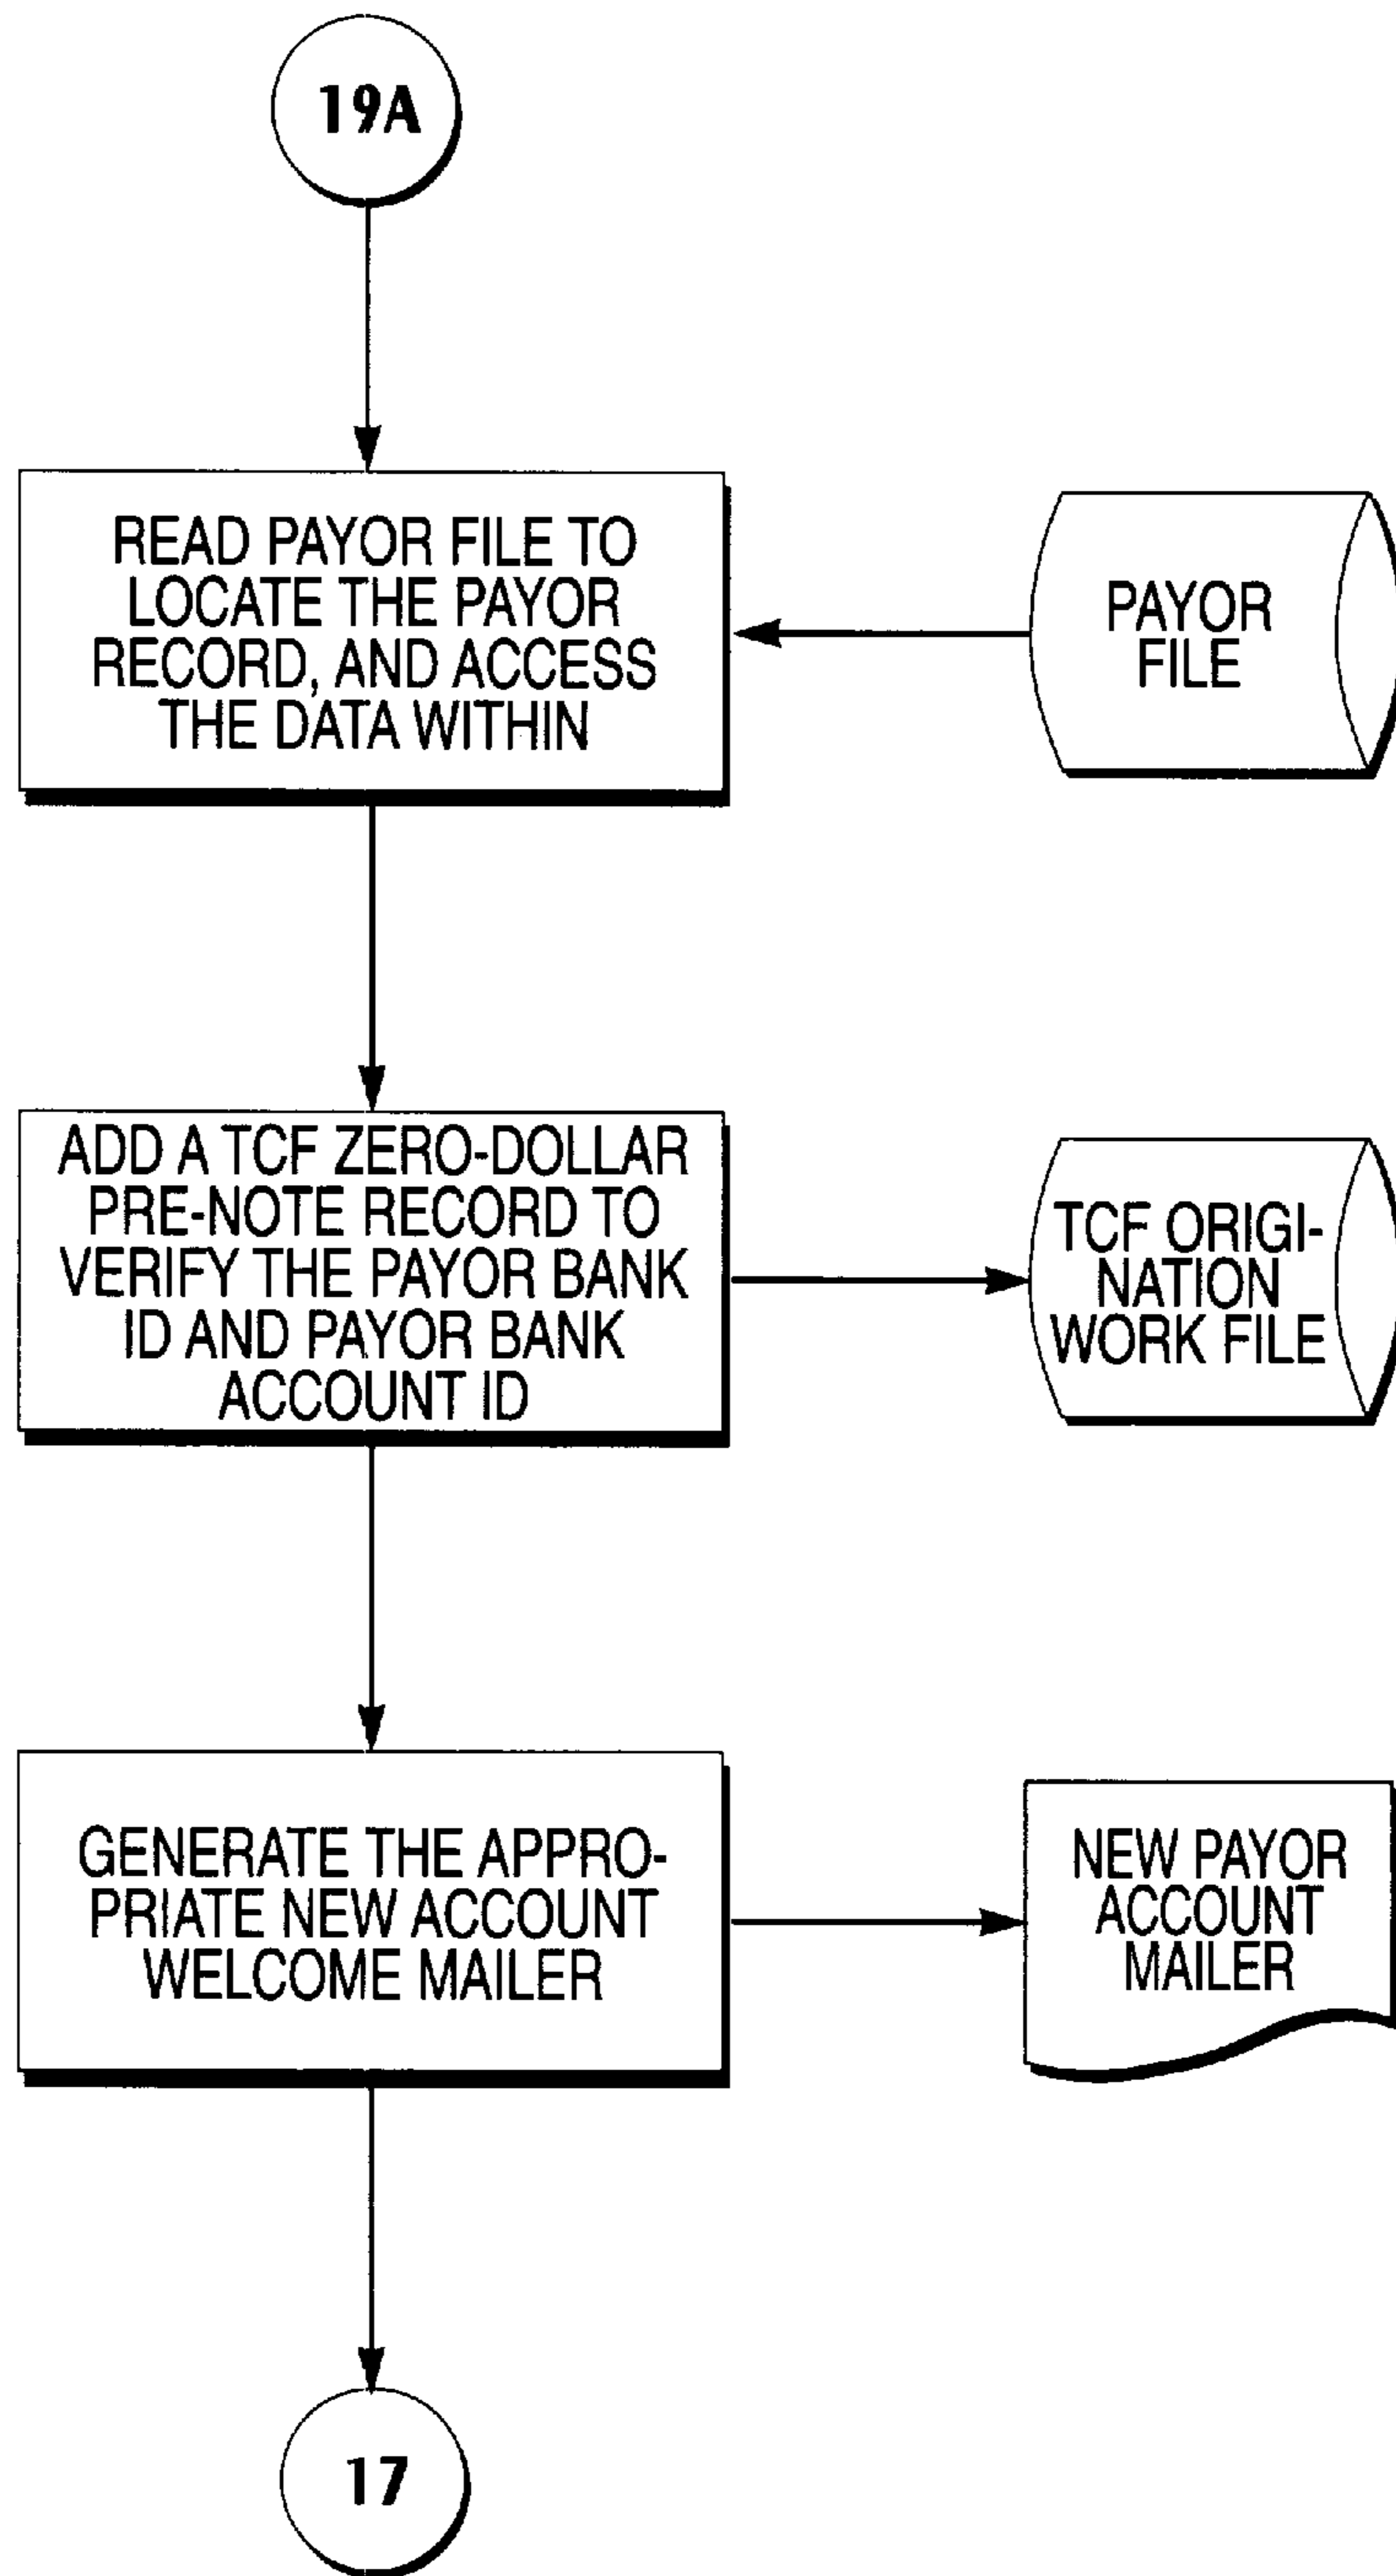 19A
READ PAYOR FILE TO
LOCATE THE PAYOR
RECORD, AND ACCESS
THE DATA WITHIN
PAYOR
FILE
ADD A TCF ZERO-DOLLAR
PRE-NOTE RECORD TO
VERIFY THE PAYOR BANK
ID AND PAYOR BANK
ACCOUNT ID
TCF ORIGI-
NATION
WORK FILE
GENERATE THE APPRO-
PRIATE NEW ACCOUNT
WELCOME MAILER
NEW PAYOR
ACCOUNT
MAILER
17